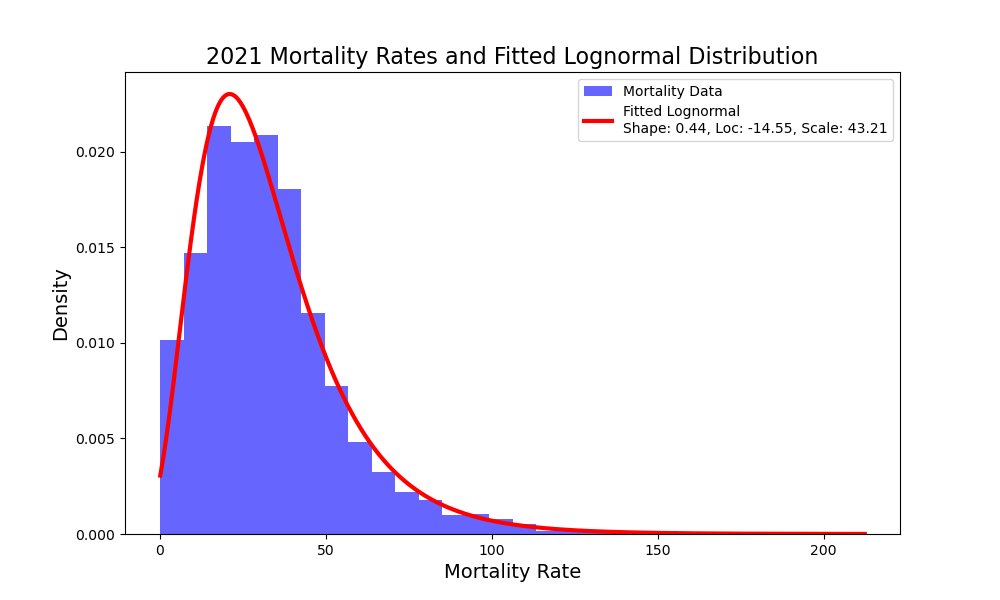 2021 Mortality Rates and Fitted Lognormal Distribution
Mortality Data
Fitted Lognormal
Shape: 0.44, Loc: -14.55, Scale: 43.21
Density
0.020
0.015
0.010
0.005
0.000
0
50
100
150
200
Mortality Rate